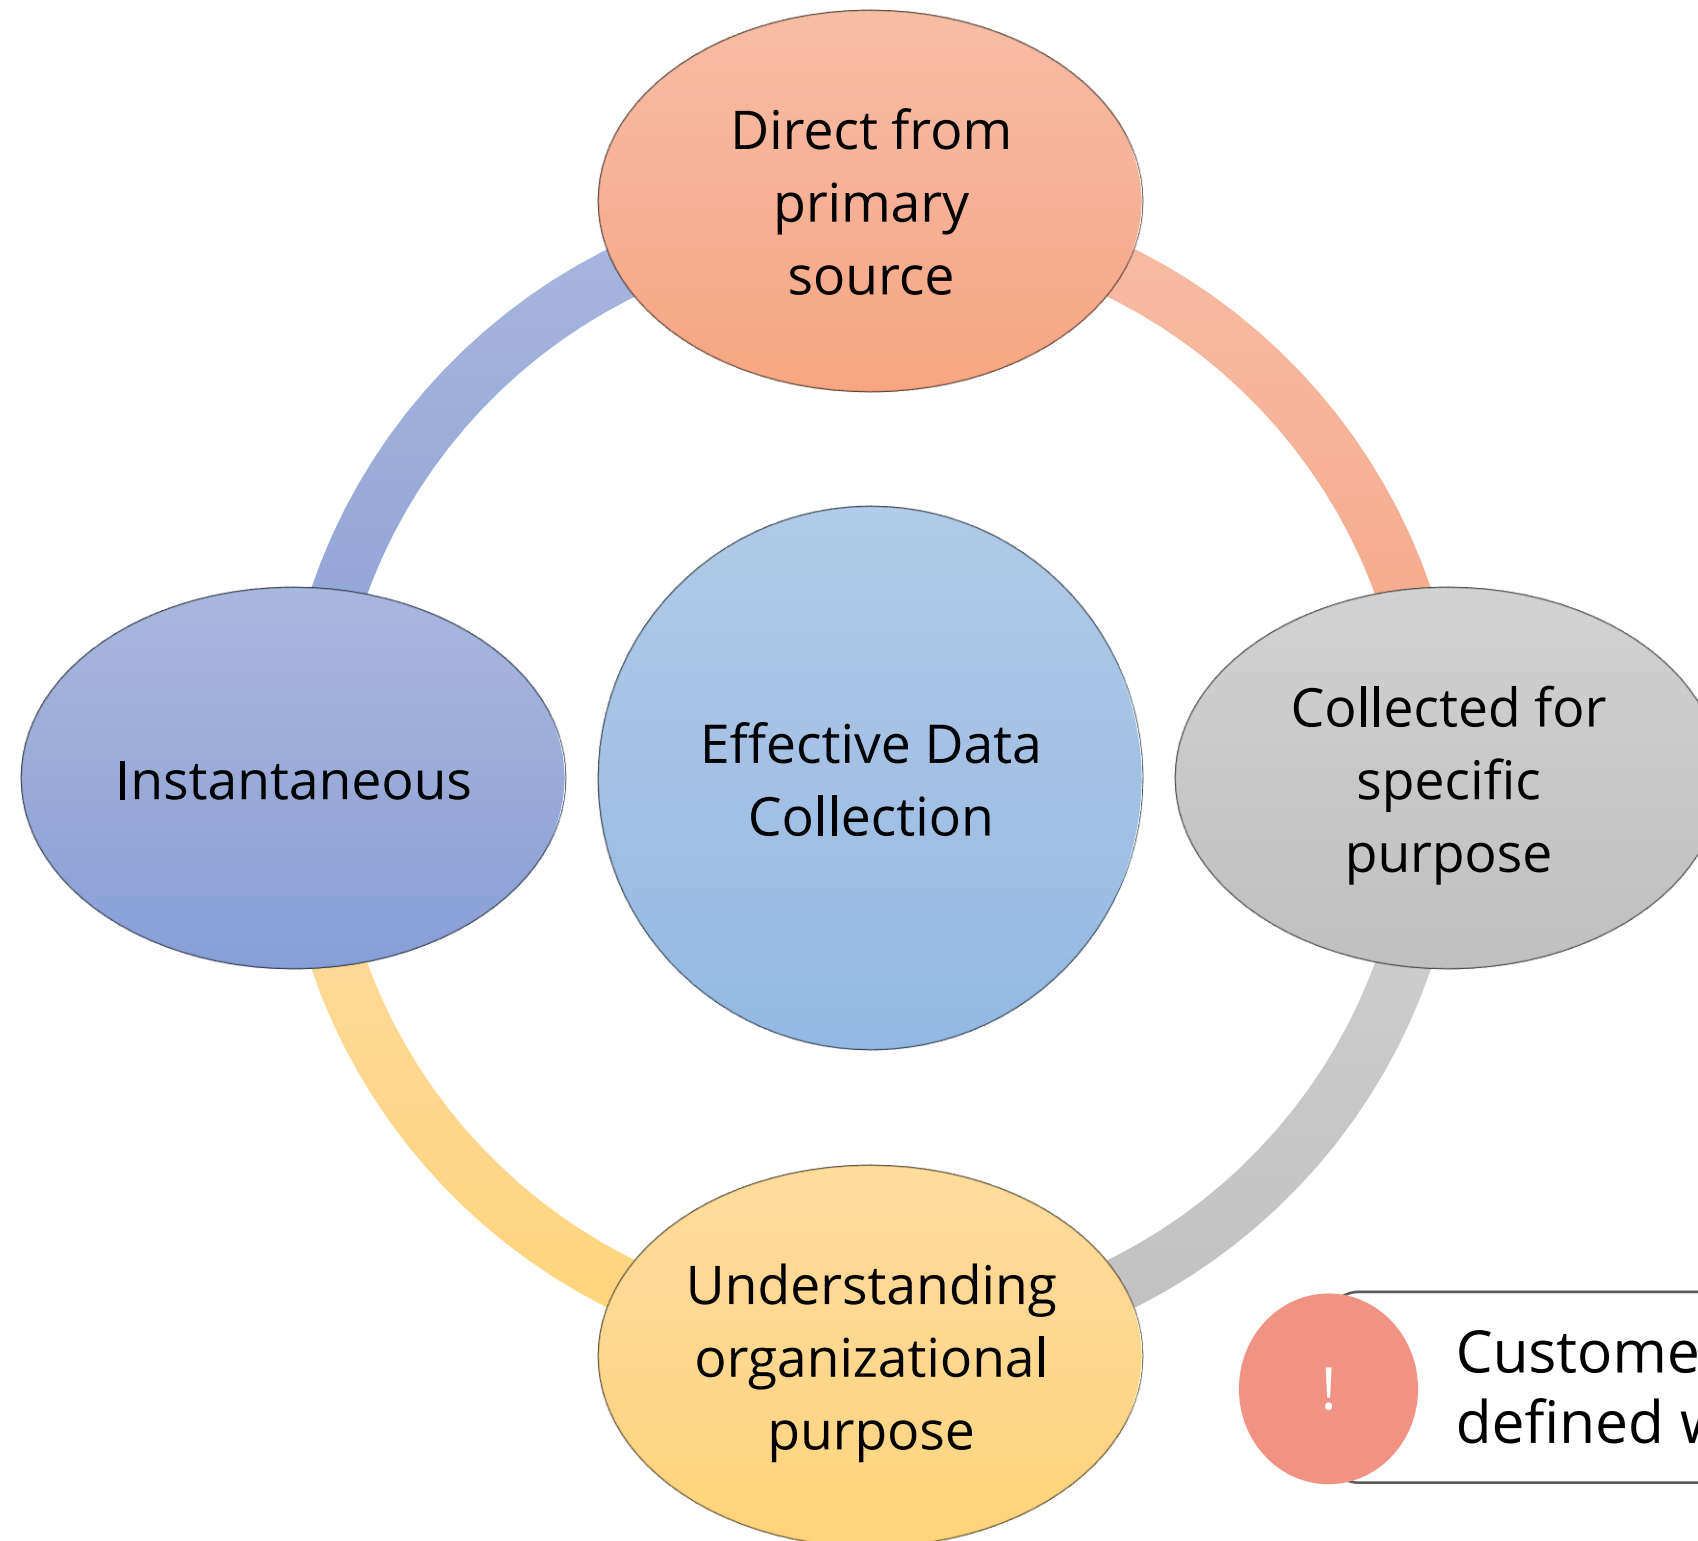 Direct from
primary
source
Instantaneous
Effective Data
Collection
Collected for
specific
purpose
Understanding
organizational
purpose
!
defined